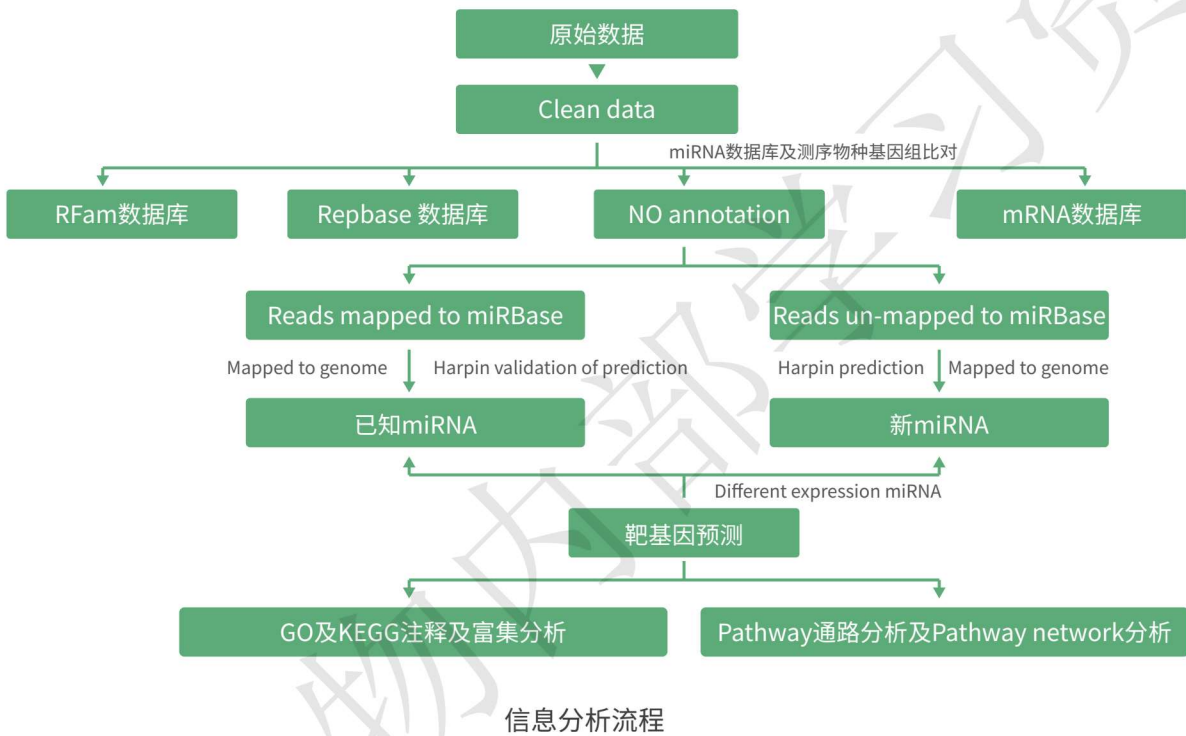 原始数据
Clean data
miRNA数据库及测序物种基因组比对
RFam数据库
Repbase 数据库
NO annotation
mRNA数据库
Reads mapped to miRBase
Reads un-mapped to miRBase
Mapped to genome
Harpin validation of prediction
Harpin prediction
Mapped to genome
已知miRNA
新miRNA
Different expression miRNA
靶基因预测
GO及KEGG注释及富集分析
Pathway通路分析及Pathway network分析
信息分析流程
物内部学习资